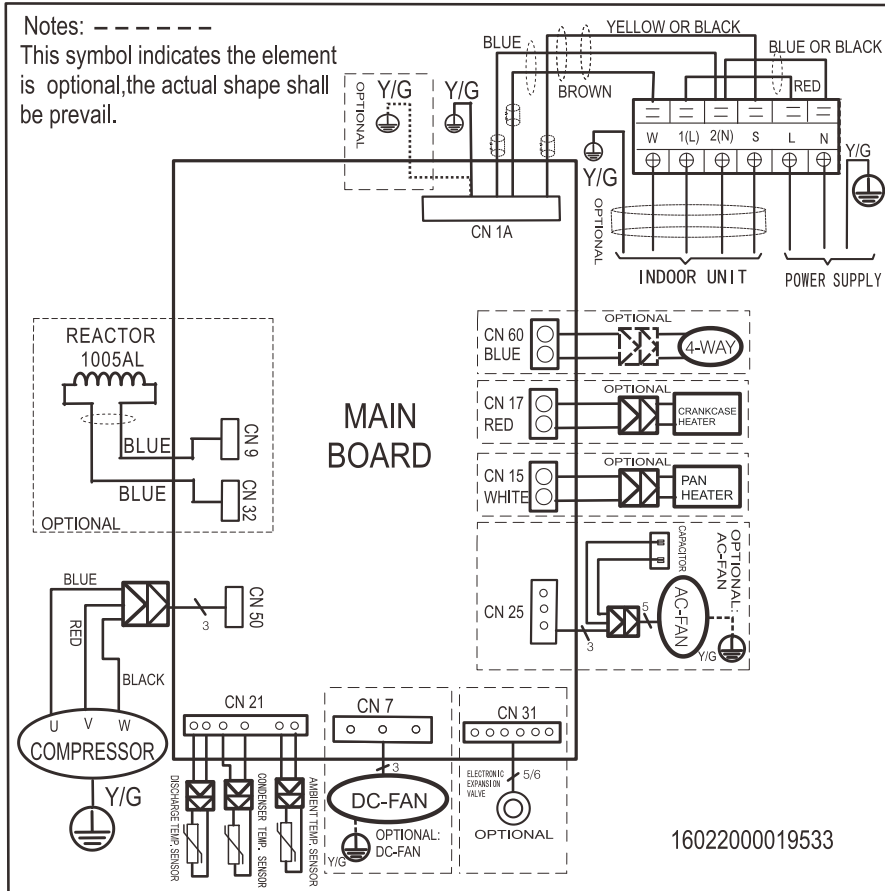 Notes: - - - - - -
This symbol indicates the element
is optional,the actual shape shall
be prevail.
OPTIONAL
Y/G
Y/G
BLUE
BROWN
YELLOW OR BLACK
BLUE OR BLACK
RED
W 1(L) 2(N) S L N
Y/G
Y/G
OPTIONAL
INDOOR UNIT
POWER SUPPLY
CN 1A
REACTOR
1005AL
BLUE
CN 9
BLUE
CN 32
OPTIONAL
MAIN
BOARD
OPTIONAL
CN 60
BLUE
4-WAY
OPTIONAL
CN 17
RED
CRANKCASE
HEATER
OPTIONAL
CN 15
WHITE
PAN
HEATER
CN 25
3
CAPACITOR
5
AC-FAN
OPTIONAL:
AC-FAN
Y/G
BLUE
RED
BLACK
3
CN 50
U V W
COMPRESSOR
Y/G
CN 21
DISCHARGE TEMP. SENSOR
CONDENSER TEMP. SENSOR
AMBIENT TEMP. SENSOR
CN 7
3
DC-FAN
Y/G
OPTIONAL:
DC-FAN
CN 31
5/6
ELECTRONIC
EXPANSION
VALVE
OPTIONAL
16022000019533